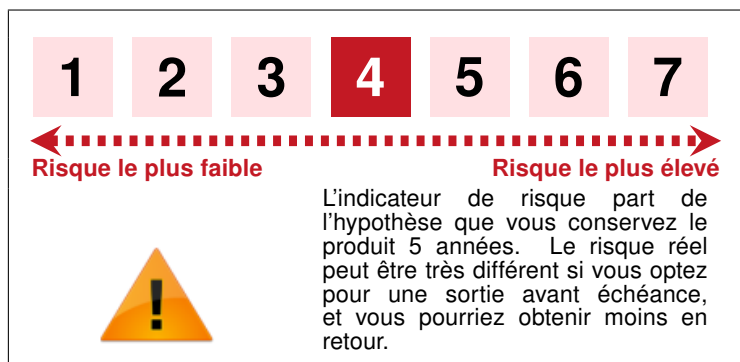 1 2 3 4 5 6 7
Risque le plus faible Risque le plus élevé
L'indicateur de risque part de
l'hypothèse que vous conservez le
produit 5 années. Le risque réel
peut être très différent si vous optez
pour une sortie avant échéance,
et vous pourriez obtenir moins en
retour.